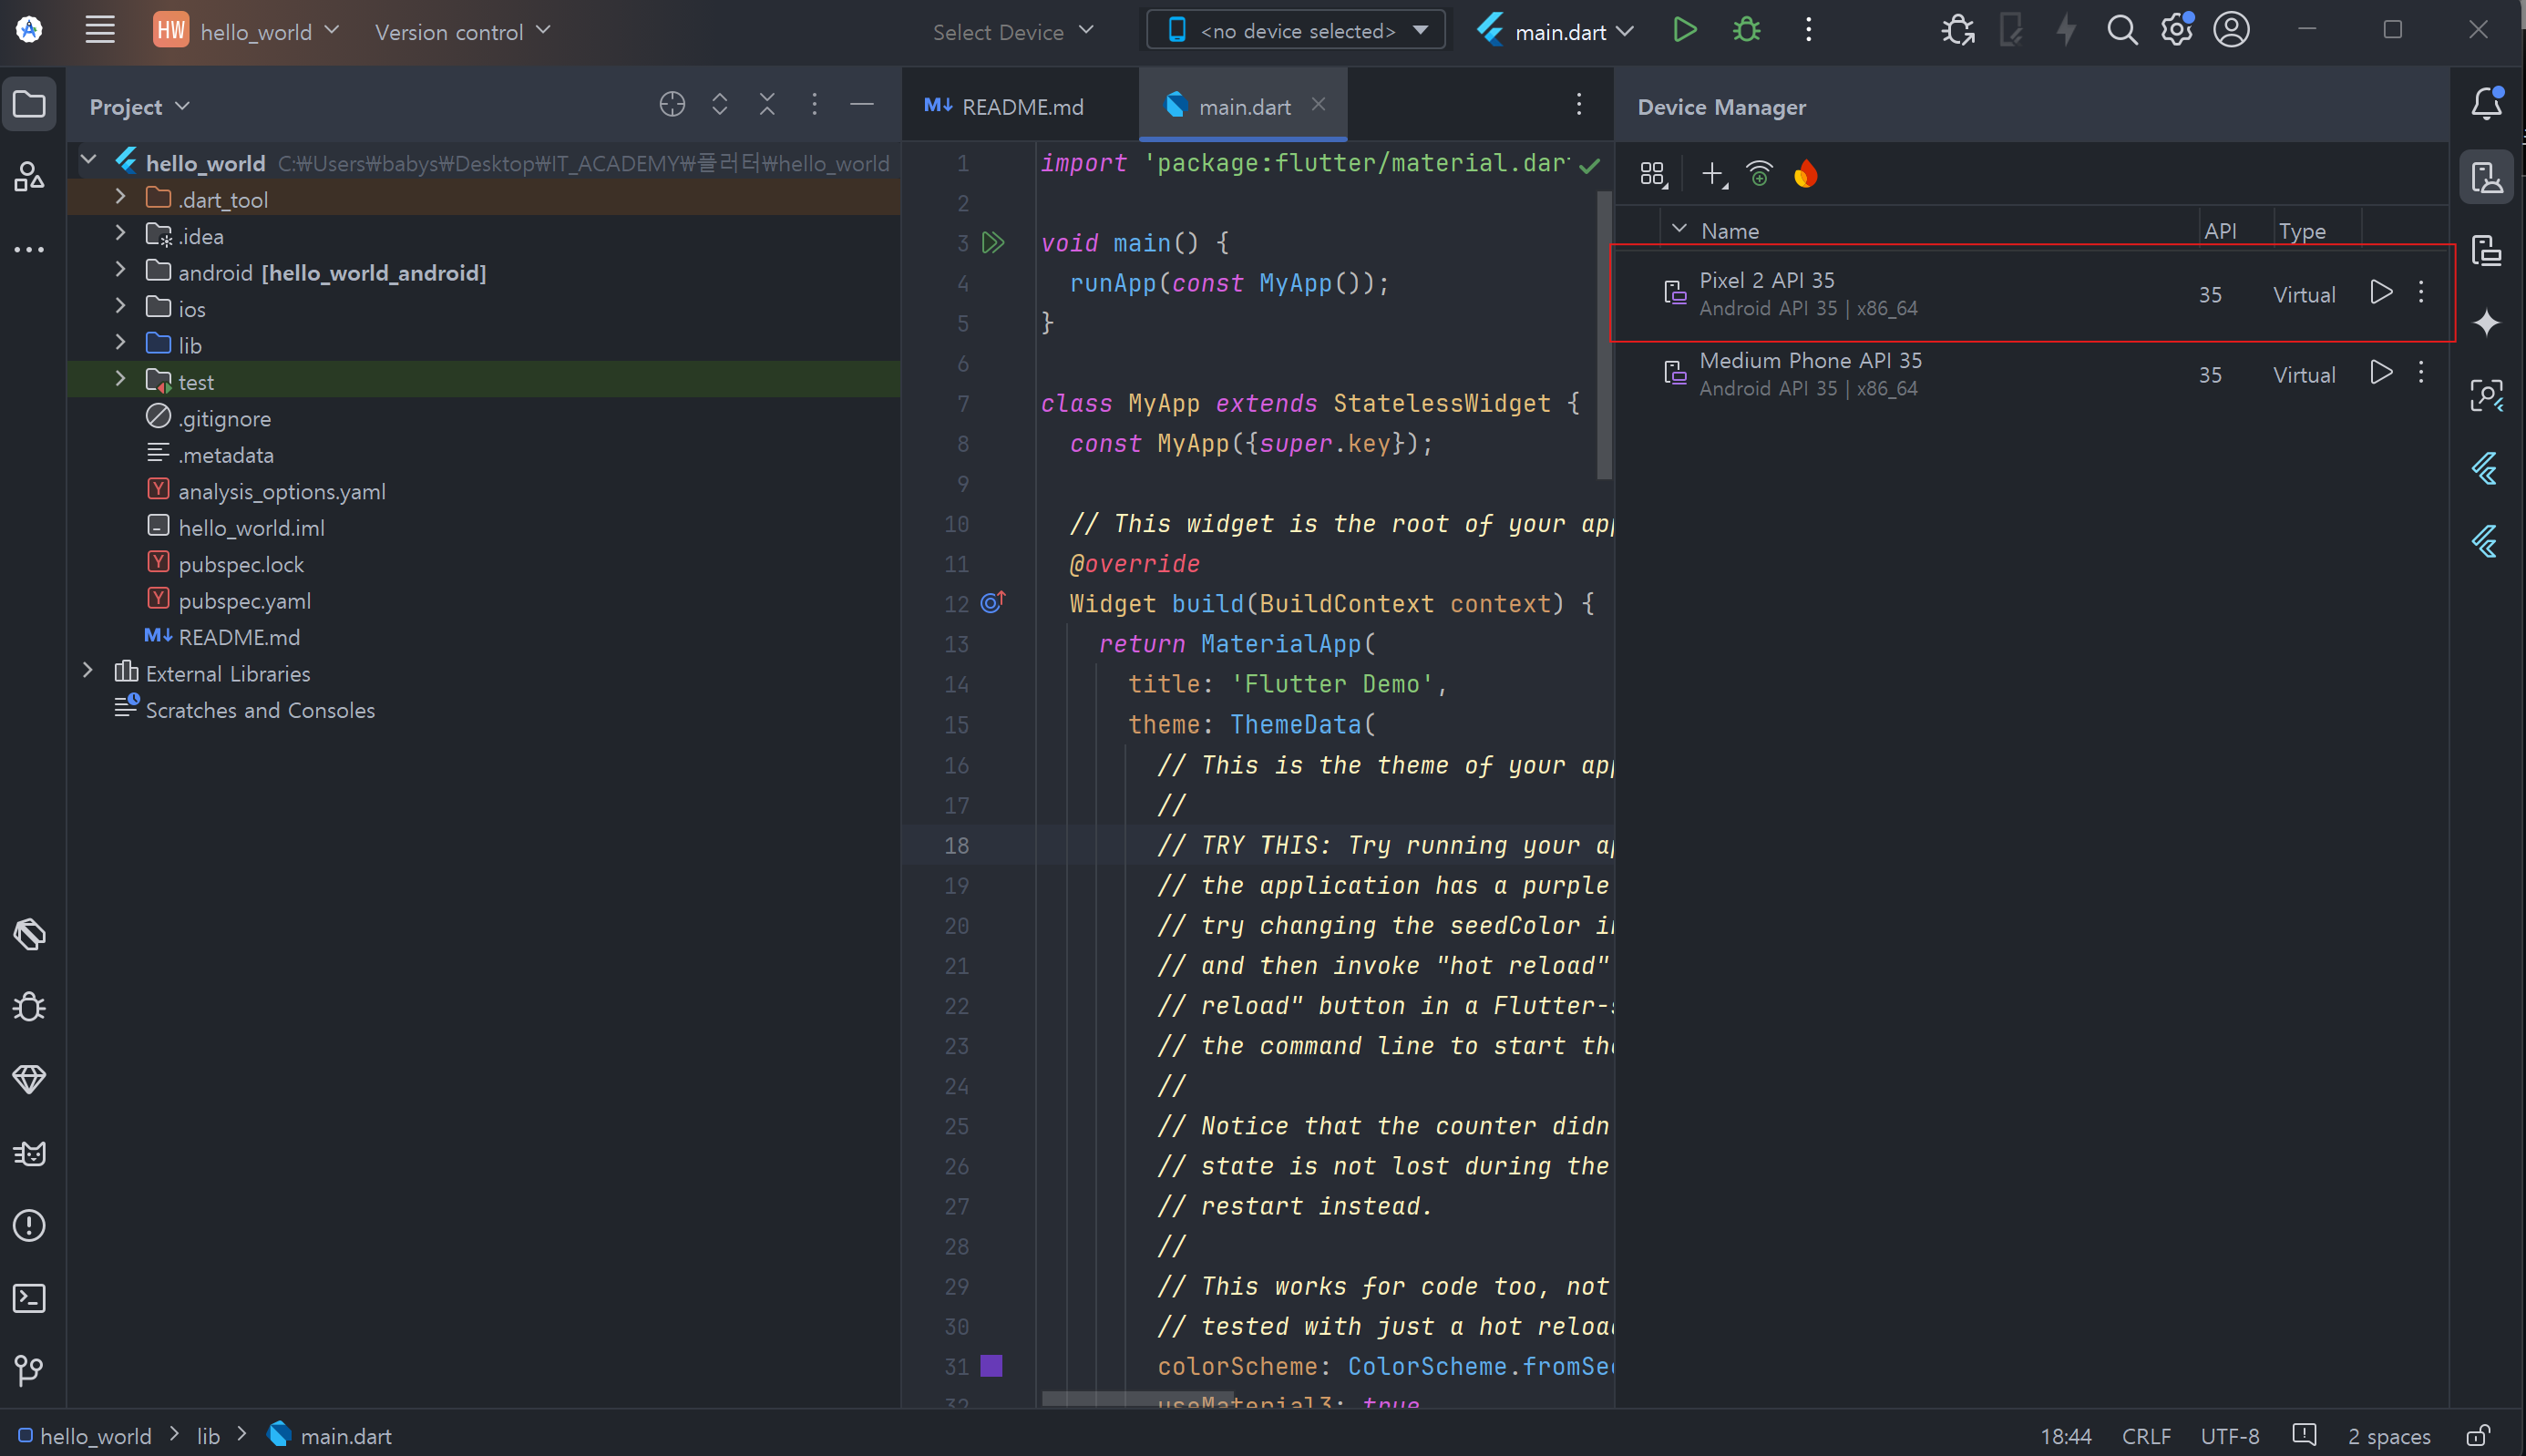 HW hello_world Version control Select Device <no device selected> main.dart
Project
hello_world C:￦Users￦babys￦Desktop￦IT_ACADEMY￦플러터￦hello_world
.dart_tool
.idea
android [hello_world_android]
ios
lib
test
.gitignore
.metadata
analysis_options.yaml
hello_world.iml
pubspec.lock
pubspec.yaml
README.md
External Libraries
Scratches and Consoles
README.md main.dart
1 import 'package:flutter/material.dar
2
3 void main() {
4 runApp(const MyApp());
5 }
6
7 class MyApp extends StatelessWidget {
8 const MyApp({super.key});
9
10 // This widget is the root of your app
11 @override
12 Widget build(BuildContext context) {
13 return MaterialApp(
14 title: 'Flutter Demo',
15 theme: ThemeData(
16 // This is the theme of your app
17 //
18 // TRY THIS: Try running your ap
19 // the application has a purple
20 // try changing the seedColor in
21 // and then invoke "hot reload"
22 // reload" button in a Flutter-s
23 // the command line to start the
24 //
25 // Notice that the counter didn
26 // state is not lost during the
27 // restart instead.
28 //
29 // This works for code too, not
30 // tested with just a hot reloa
31 colorScheme: ColorScheme.fromSee
32 useMaterial3: true
Device Manager
Name API Type
Pixel 2 API 35
Android API 35 | x86_64
35 Virtual
Medium Phone API 35
Android API 35 | x86_64
35 Virtual
hello_world > lib > main.dart
18:44 CRLF UTF-8 2 spaces